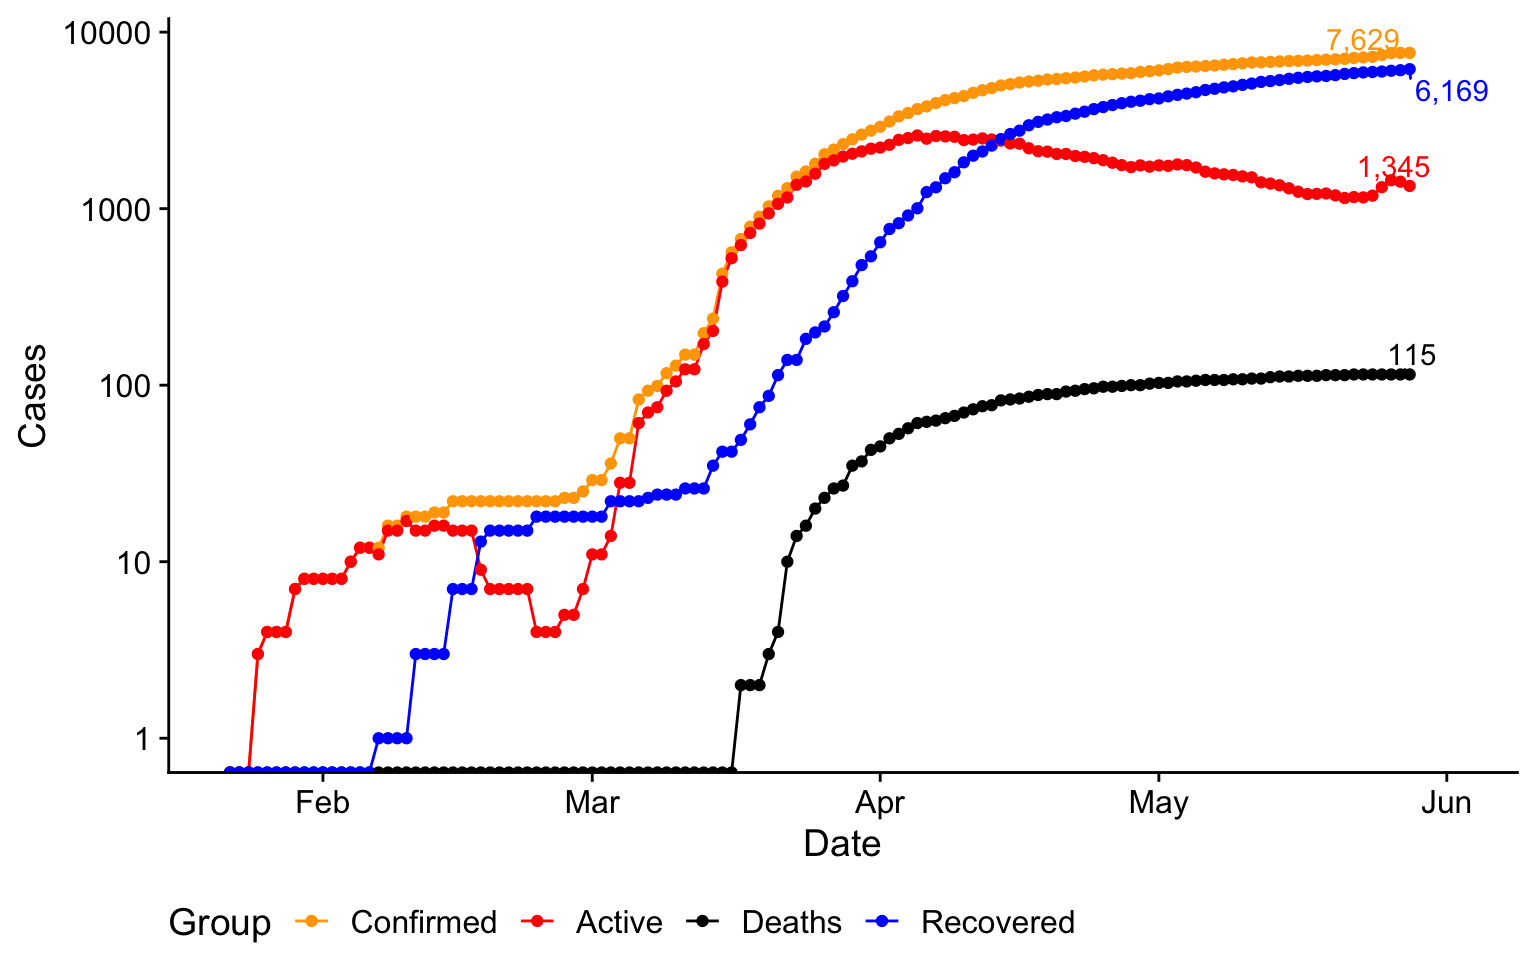 10000
1000
100
10
1
Cases
7,629
6,169
1,345
115
Feb Mar Apr May Jun
Date
Group Confirmed Active Deaths Recovered